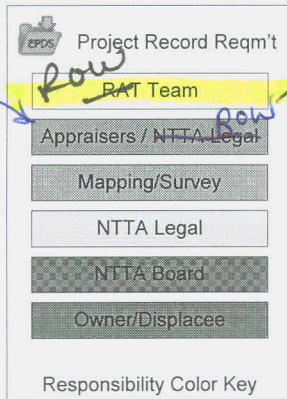 EPDS Project Record Reqm't
ROW
RAT Team
Appraisers / NTTA Legal ROW
Mapping/Survey
NTTA Legal
NTTA Board
Owner/Displacee
Responsibility Color Key